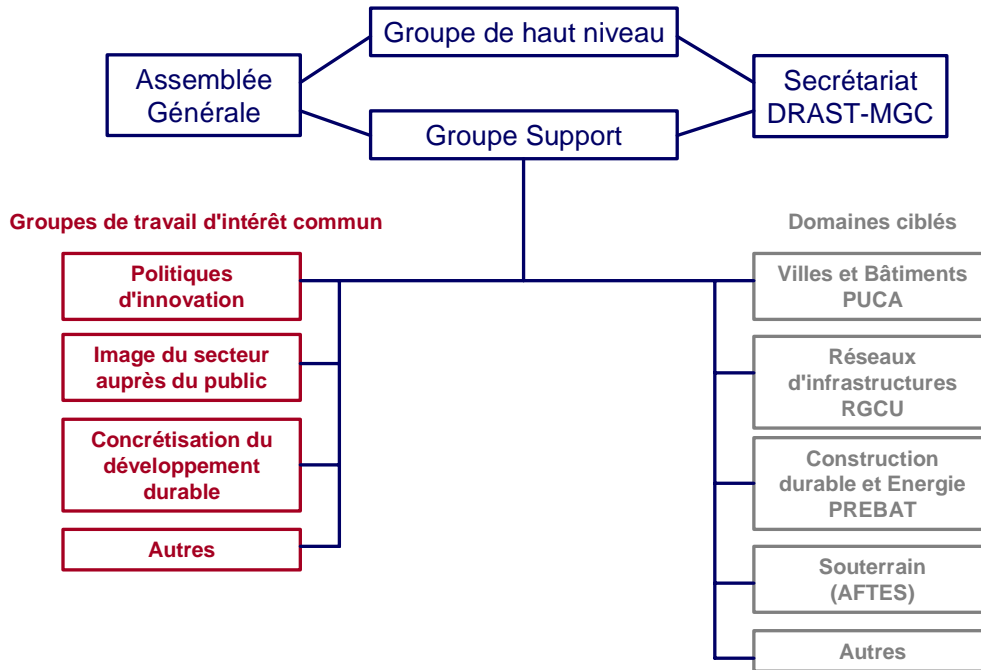 Groupe de haut niveau
Assemblée
Générale
Secrétariat
DRAST-MGC
Groupe Support
Groupes de travail d'intérêt commun
Politiques
d'innovation
Image du secteur
auprès du public
Concrétisation du
développement
durable
Autres
Domaines ciblés
Villes et Bâtiments
PUCA
Réseaux
d'infrastructures
RGCU
Construction
durable et Energie
PREBAT
Souterrain
(AFTES)
Autres